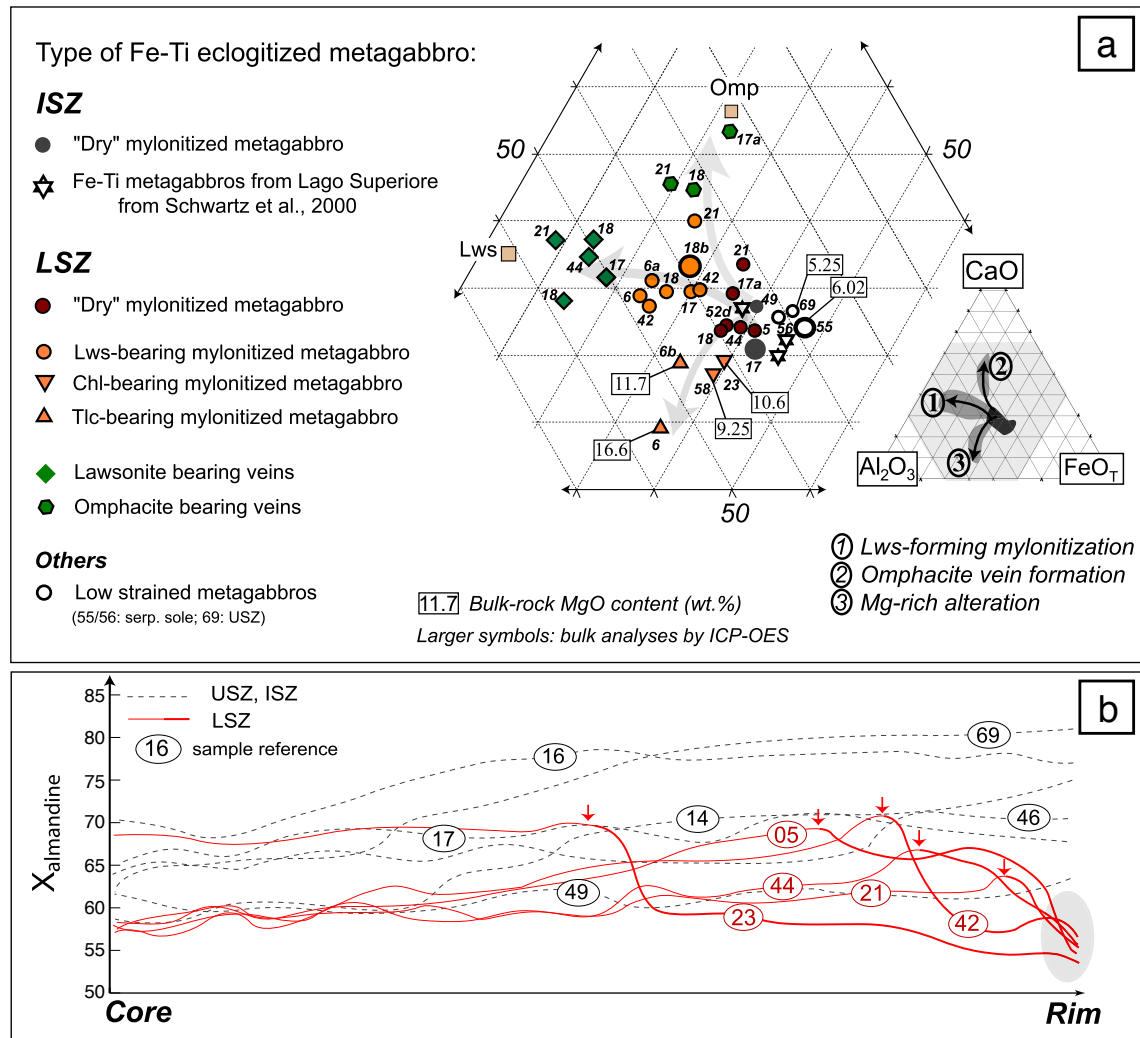 a
Type of Fe-Ti eclogitized metagabbro:
ISZ
"Dry" mylonitized metagabbro
Fe-Ti metagabbros from Lago Superiore
from Schwartz et al., 2000
LSZ
"Dry" mylonitized metagabbro
Lws-bearing mylonitized metagabbro
Chl-bearing mylonitized metagabbro
Tlc-bearing mylonitized metagabbro
Lawsonite bearing veins
Omphacite bearing veins
Others
Low strained metagabbros
(55/56: serp. sole; 69: USZ)
Omp
17a
50
50
21
18
21
21
18
Lws
44
17
18
18b
21
6a
18
42
17a
5.25
6
42
17
49
69
6.02
52d
18
44
5
56
55
17
6b
11.7
58
23
10.6
9.25
16.6
6
50
CaO
2
1
3
Al2O3
FeOT
1 Lws-forming mylonitization
2 Omphacite vein formation
3 Mg-rich alteration
11.7 Bulk-rock MgO content (wt.%)
Larger symbols: bulk analyses by ICP-OES
b
Xalmandine
85
80
75
70
65
60
55
50
USZ, ISZ
LSZ
16 sample reference
16
69
17
14
05
46
49
44
21
23
42
Core
Rim